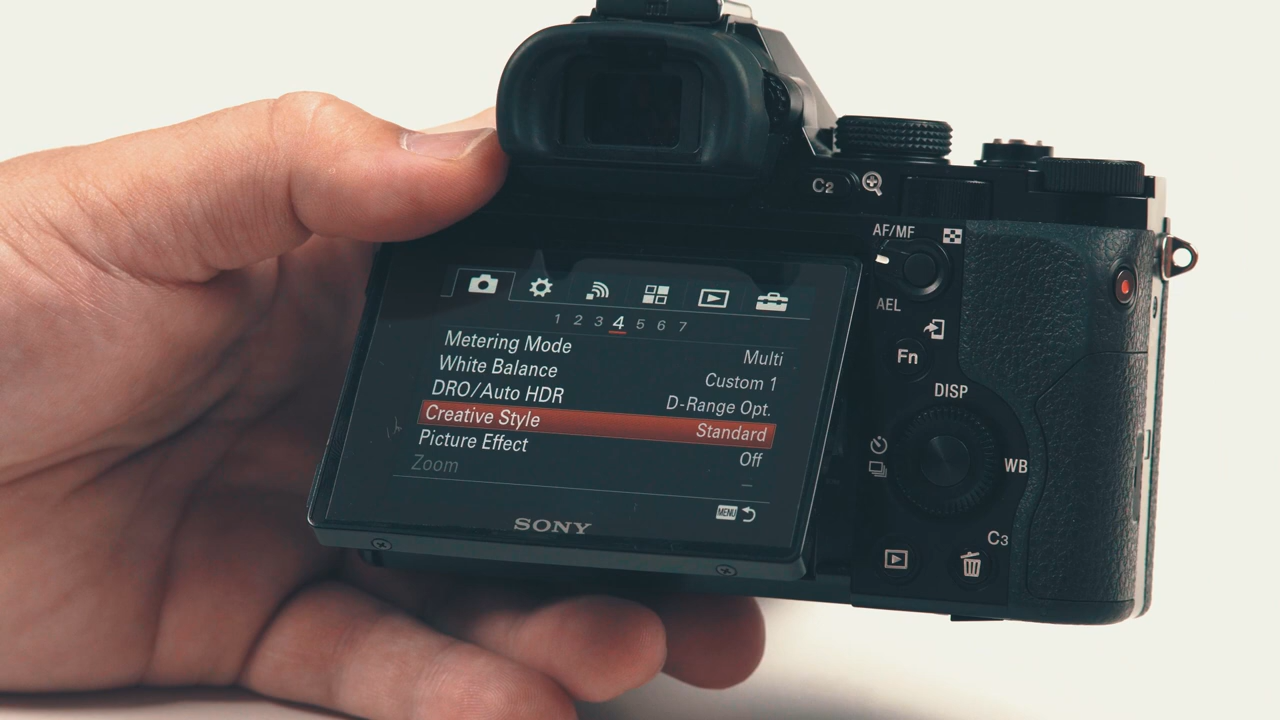 C2
AF/MF
AEL
Fn
DISP
WB
C3
1 2 3 4 5 6 7
Metering Mode Multi
White Balance Custom 1
DRO/Auto HDR D-Range Opt.
Creative Style Standard
Picture Effect Off
Zoom –
MENU
SONY